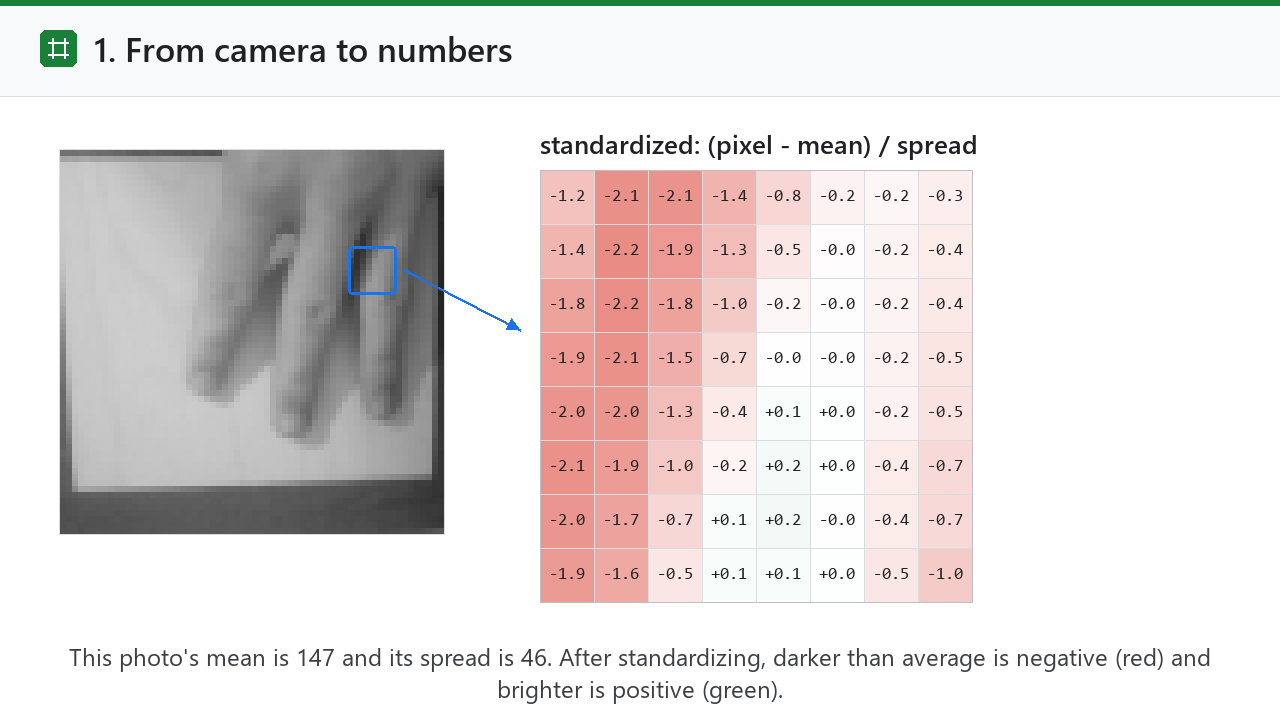 1. From camera to numbers
standardized: (pixel - mean) / spread
-1.2 -2.1 -2.1 -1.4 -0.8 -0.2 -0.2 -0.3
-1.4 -2.2 -1.9 -1.3 -0.5 -0.0 -0.2 -0.4
-1.8 -2.2 -1.8 -1.0 -0.2 -0.0 -0.2 -0.4
-1.9 -2.1 -1.5 -0.7 -0.0 -0.0 -0.2 -0.5
-2.0 -2.0 -1.3 -0.4 +0.1 +0.0 -0.2 -0.5
-2.1 -1.9 -1.0 -0.2 +0.2 +0.0 -0.4 -0.7
-2.0 -1.7 -0.7 +0.1 +0.2 -0.0 -0.4 -0.7
-1.9 -1.6 -0.5 +0.1 +0.1 +0.0 -0.5 -1.0
This photo's mean is 147 and its spread is 46. After standardizing, darker than average is negative (red) and
brighter is positive (green).